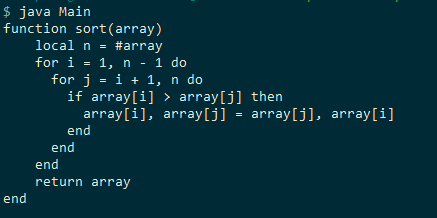 $ java Main
function sort(array)
    local n = #array
    for i = 1, n - 1 do
      for j = i + 1, n do
        if array[i] > array[j] then
          array[i], array[j] = array[j], array[i]
        end
      end
    end
    return array
end